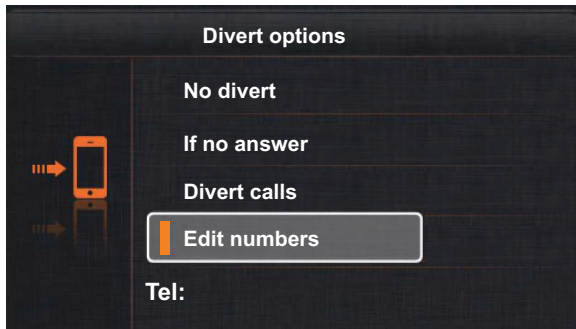 Divert options
No divert
If no answer
Divert calls
Edit numbers
Tel: